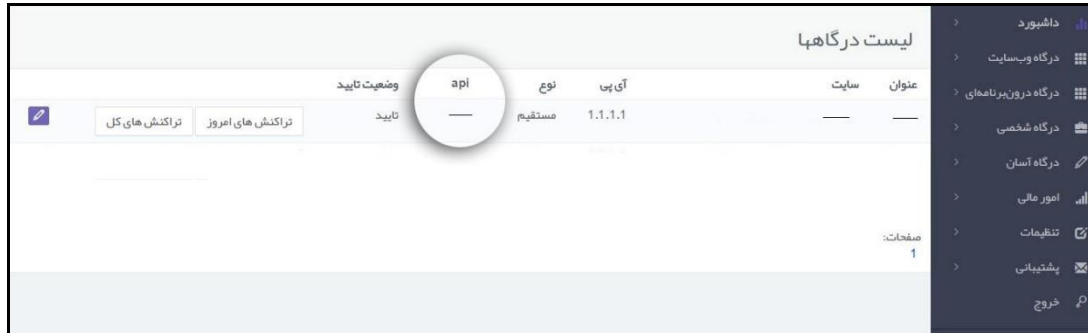 داشبورد
درگاه وب‌سایت
درگاه درون‌برنامه‌ای
درگاه شخصی
درگاه آسان
امور مالی
تنظیمات
پشتیبانی
خروج
لیست درگاهها
عنوان سایت آی پی نوع api وضعیت تایید
1.1.1.1 مستقیم تایید تراکنش های امروز تراکنش های کل
صفحات:
1